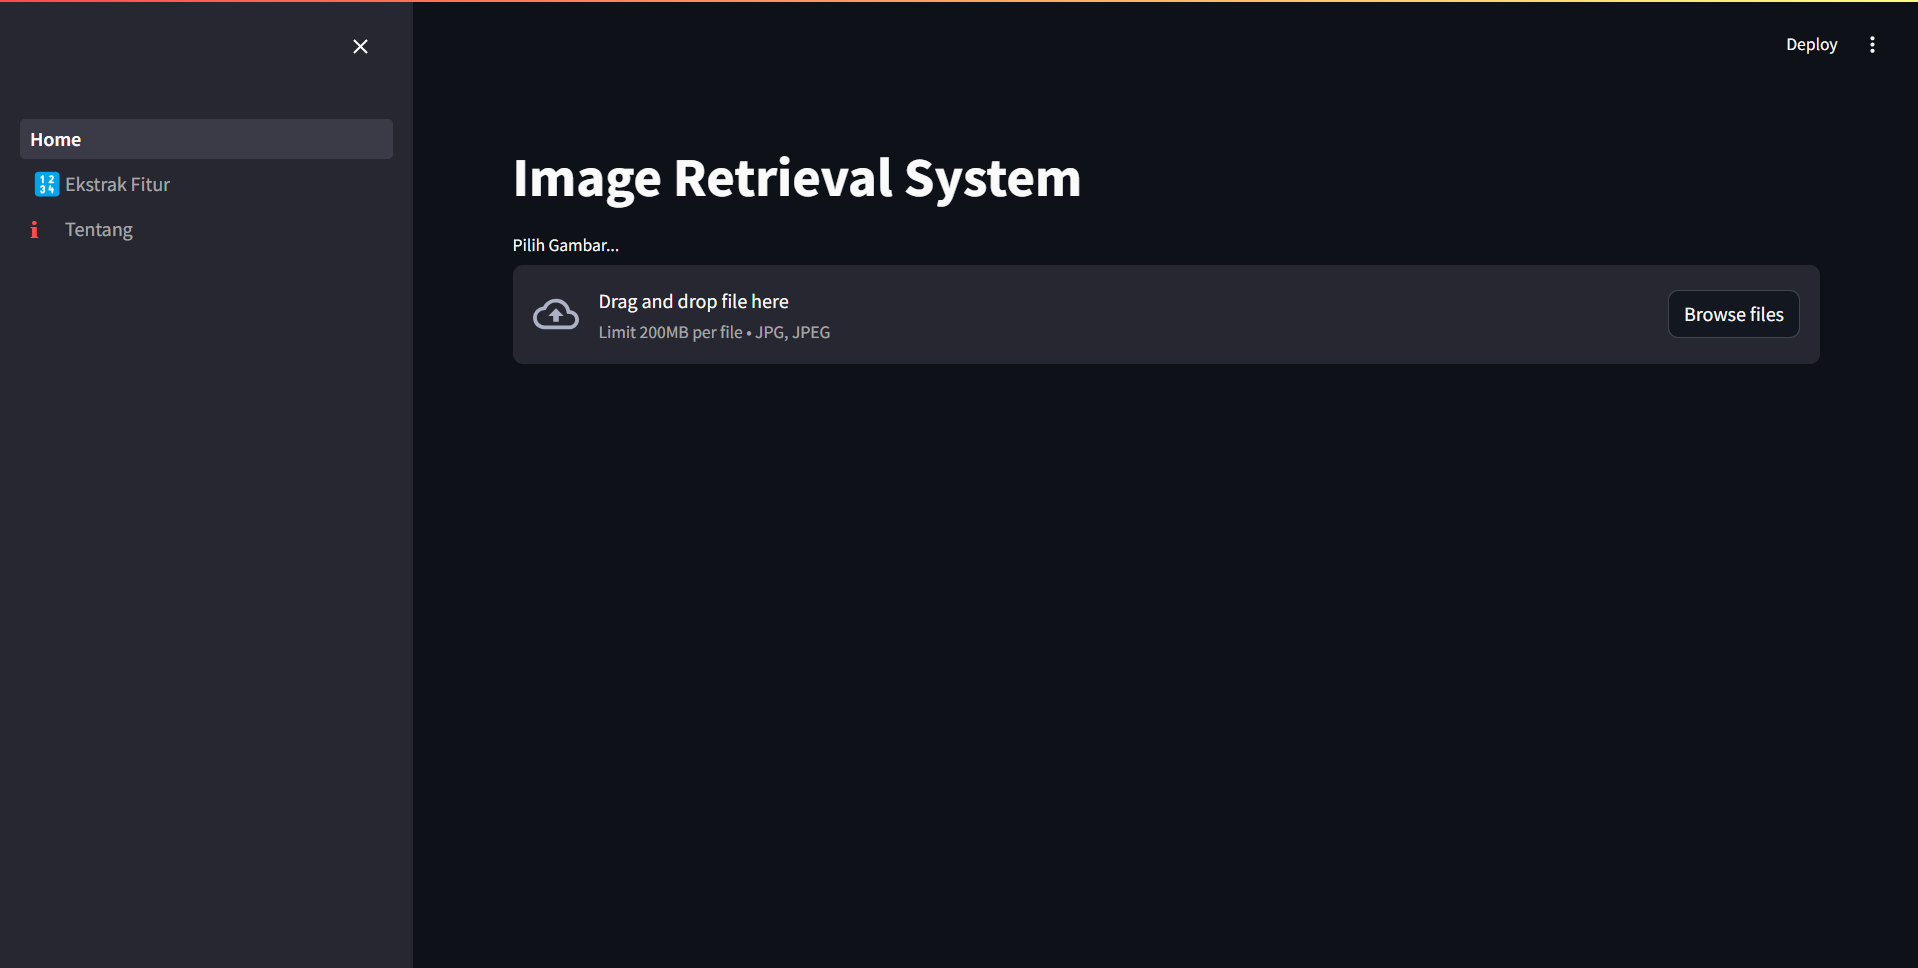 Deploy
Home
Ekstrak Fitur
Tentang
Image Retrieval System
Pilih Gambar...
Drag and drop file here
Limit 200MB per file • JPG, JPEG
Browse files